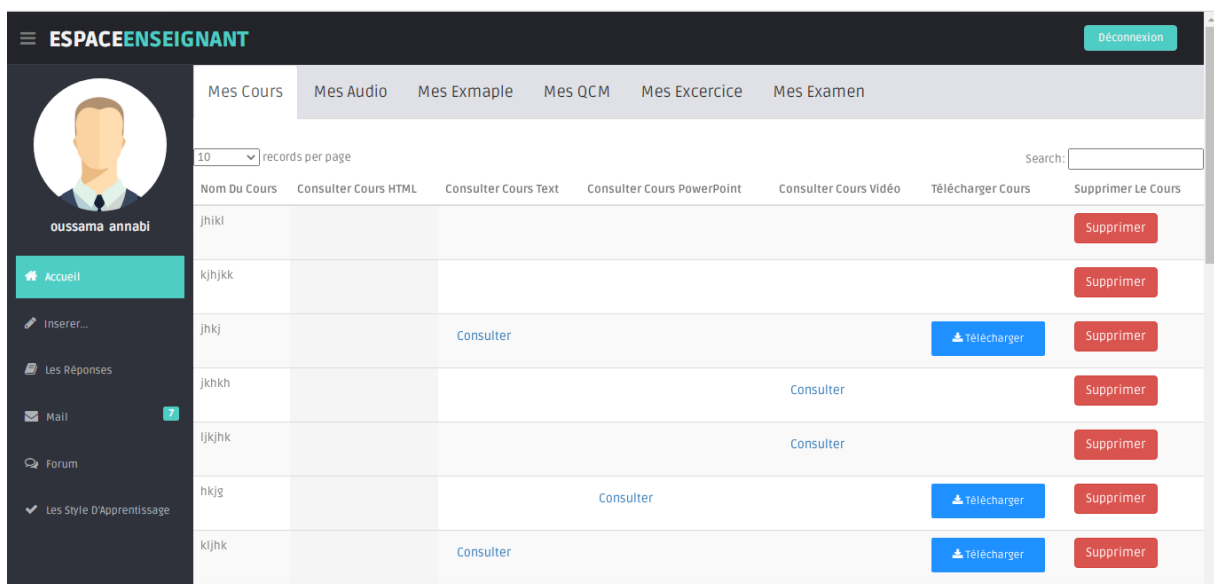 ESPACEENSEIGNANT Déconnexion
Mes Cours Mes Audio Mes Exmaple Mes QCM Mes Excercice Mes Examen
10 records per page Search:
Nom Du Cours Consulter Cours HTML Consulter Cours Text Consulter Cours PowerPoint Consulter Cours Vidéo Télécharger Cours Supprimer Le Cours
jhikl Supprimer
kjhjkk Supprimer
jhkj Consulter Télécharger Supprimer
jkhkh Consulter Supprimer
ljkjhk Consulter Supprimer
hkjg Consulter Télécharger Supprimer
kljhk Consulter Télécharger Supprimer
oussama annabi
Accueil
Inserer...
Les Réponses
Mail 7
Forum
Les Style D'Apprentissage